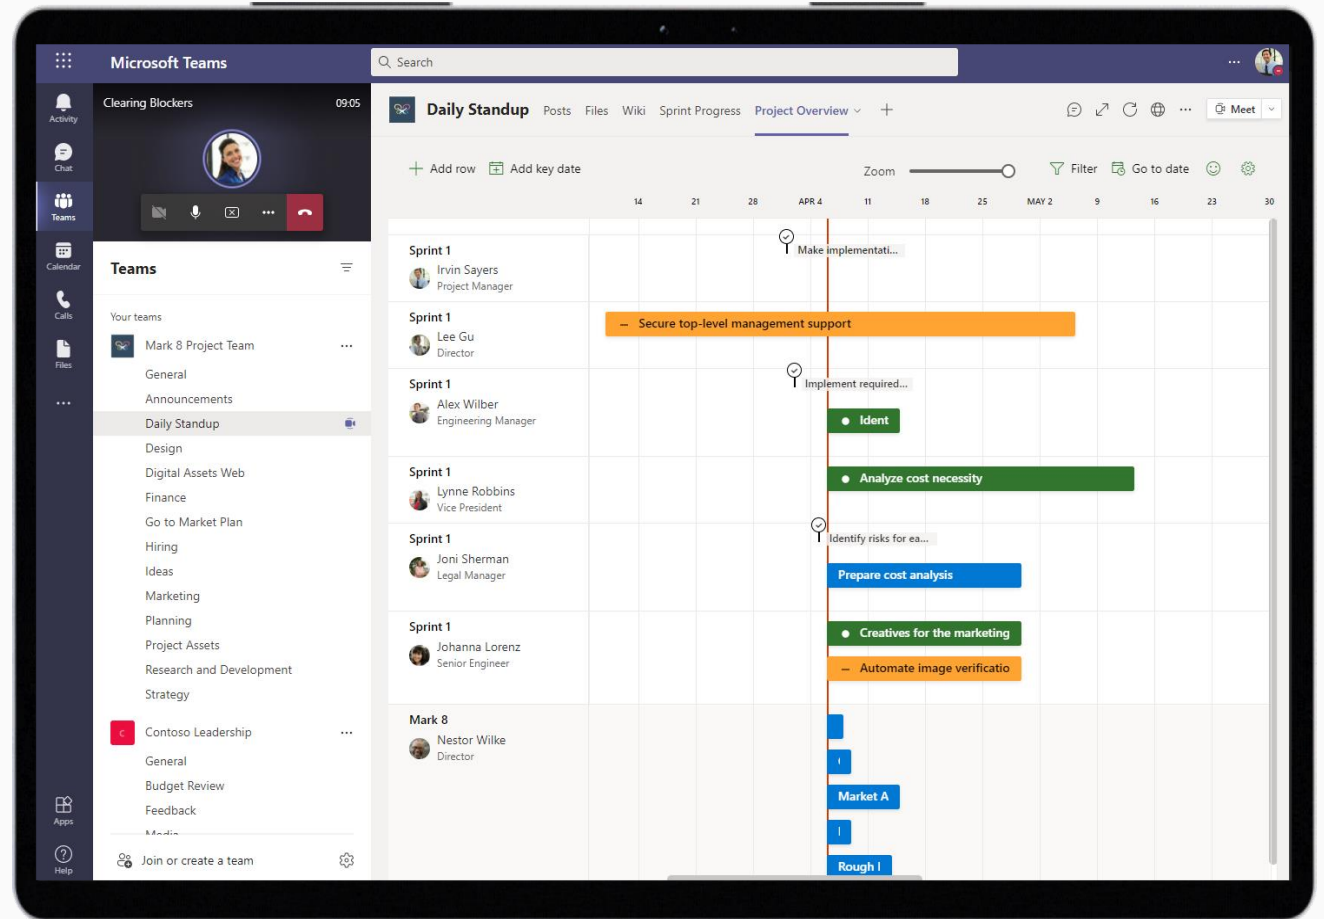 Microsoft Teams
Search
Activity
Chat
Teams
Calendar
Calls
Files
Apps
Help
Clearing Blockers 09:05
Teams
Your teams
Mark 8 Project Team
General
Announcements
Daily Standup
Design
Digital Assets Web
Finance
Go to Market Plan
Hiring
Ideas
Marketing
Planning
Project Assets
Research and Development
Strategy
C
Contoso Leadership
General
Budget Review
Feedback
Join or create a team
Daily Standup Posts Files Wiki Sprint Progress Project Overview Meet
Add row Add key date Zoom Filter Go to date
14 21 28 APR 4 11 18 25 MAY 2 9 16 23 30
Sprint 1
Irvin Sayers
Project Manager
Make implementati...
Sprint 1
Lee Gu
Director
Secure top-level management support
Sprint 1
Alex Wilber
Engineering Manager
Implement required...
Ident
Sprint 1
Lynne Robbins
Vice President
Analyze cost necessity
Sprint 1
Joni Sherman
Legal Manager
Identify risks for ea...
Prepare cost analysis
Sprint 1
Johanna Lorenz
Senior Engineer
Creatives for the marketing
Automate image verificatio
Mark 8
Nestor Wilke
Director
Market A
Rough